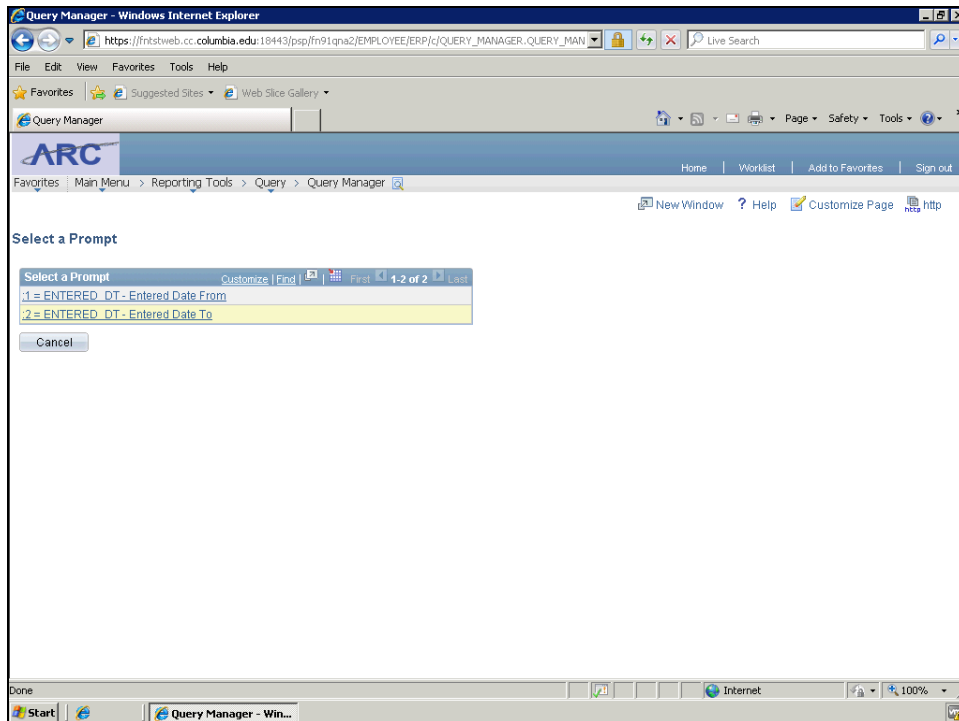 Query Manager - Windows Internet Explorer
https://fntstweb.cc.columbia.edu:18443/psp/fn91qna2/EMPLOYEE/ERP/c/QUERY_MANAGER.QUERY_MAN
Live Search
File Edit View Favorites Tools Help
Favorites Suggested Sites Web Slice Gallery
Query Manager
Page Safety Tools
ARC
Home | Worklist | Add to Favorites | Sign out
Favorites Main Menu > Reporting Tools > Query > Query Manager
New Window ? Help Customize Page http
Select a Prompt
Select a Prompt Customize | Find | | First 1-2 of 2 Last
:1 = ENTERED_DT - Entered Date From
:2 = ENTERED_DT - Entered Date To
Cancel
Done Internet 100%
Start Query Manager - Win...